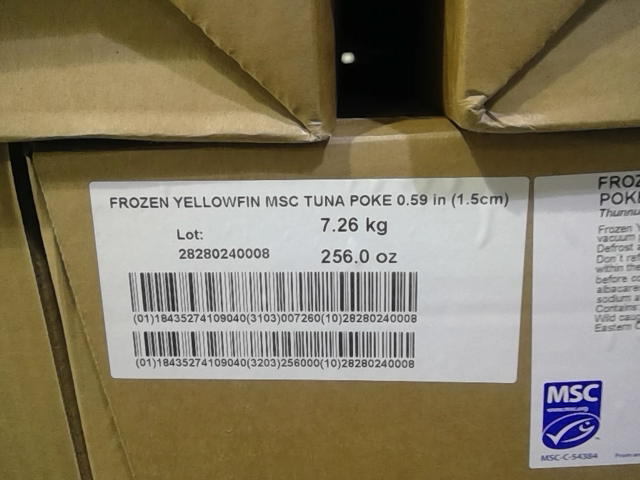 FROZEN YELLOWFIN MSC TUNA POKE 0.59 in (1.5cm)
Lot:
7.26 kg
28280240008
256.0 oz
(01)18435274109040(3103)007260(10)28280240008
(01)18435274109040(3203)256000(10)28280240008
FROZ
POKE
Thunnu
Frozen Y
vacuum p
Defrost a
Don't ref
within the
before co
albacares
sodium a
Contains
Wild caug
Eastern C
MSC
www.msc.org
MSC-C-54384